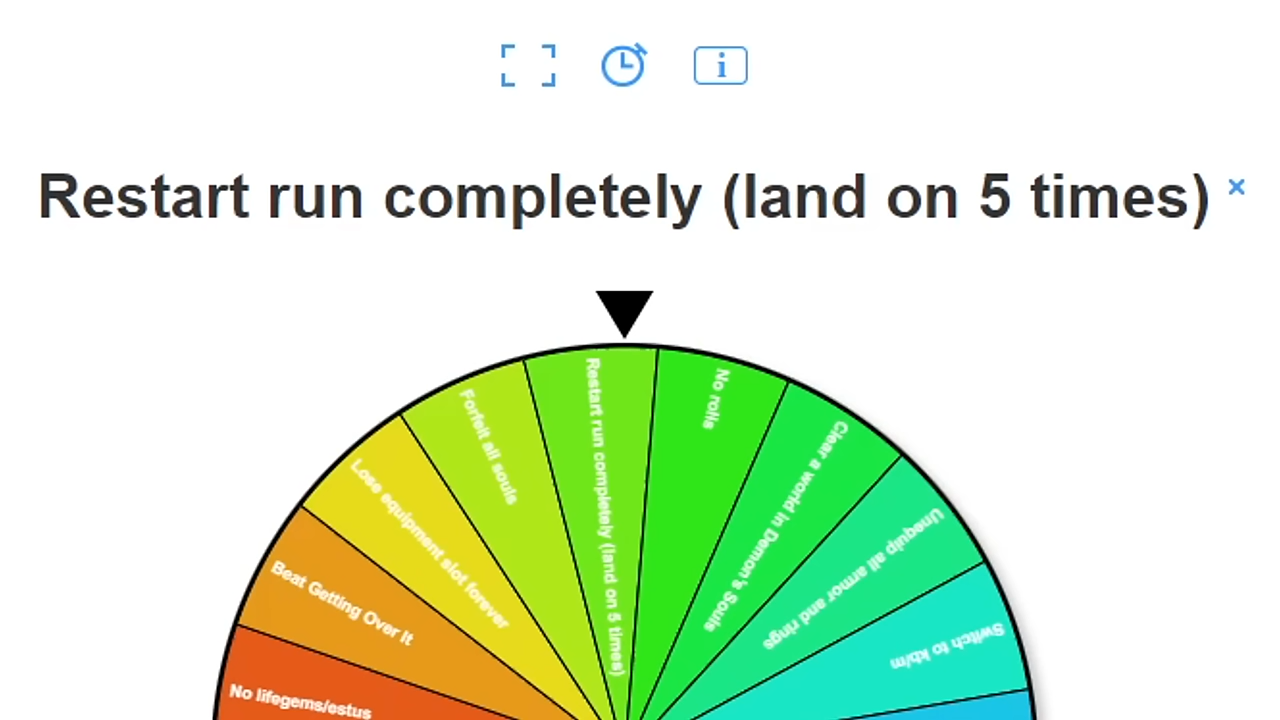 i
Restart run completely (land on 5 times) ×
No lifegems/estus
Beat Getting Over It
Lose equipment slot forever
Forfeit all souls
Restart run completely (land on 5 times)
No rolls
Clear a world in Demon's Souls
Unequip all armor and rings
Switch to kb/m